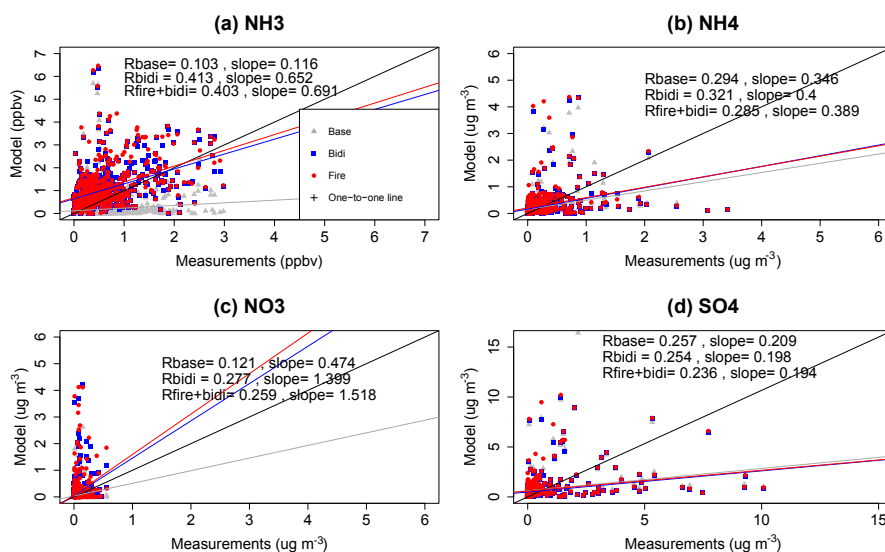 (a) NH3
Rbase= 0.103 , slope= 0.116
Rbidi = 0.413 , slope= 0.652
Rfire+bidi= 0.403 , slope= 0.691
Base
Bidi
Fire
One−to−one line
Model (ppbv)
0 1 2 3 4 5 6 7
0 1 2 3 4 5 6 7
Measurements (ppbv)
(b) NH4
Rbase= 0.294 , slope= 0.346
Rbidi = 0.321 , slope= 0.4
Rfire+bidi= 0.285 , slope= 0.389
Model (ug m-3)
0 1 2 3 4 5 6
0 1 2 3 4 5 6
Measurements (ug m-3)
(c) NO3
Rbase= 0.121 , slope= 0.474
Rbidi = 0.277 , slope= 1.399
Rfire+bidi= 0.259 , slope= 1.518
Model (ug m-3)
0 1 2 3 4 5 6
0 1 2 3 4 5 6
Measurements (ug m-3)
(d) SO4
Rbase= 0.257 , slope= 0.209
Rbidi = 0.254 , slope= 0.198
Rfire+bidi= 0.236 , slope= 0.194
Model (ug m-3)
0 5 10 15
0 5 10 15
Measurements (ug m-3)